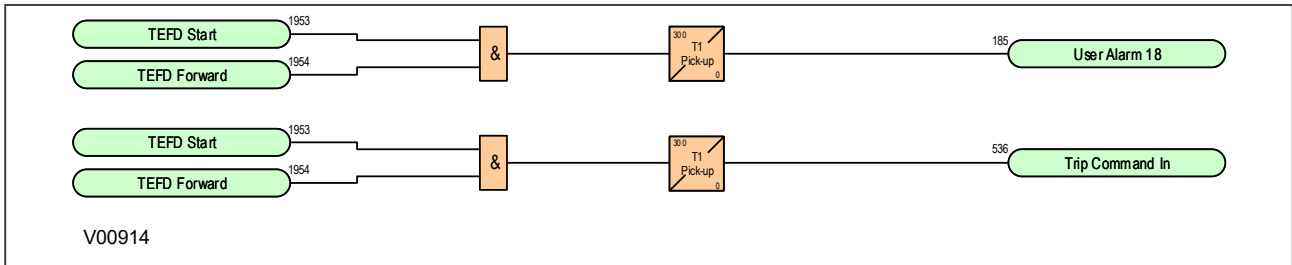 TEFD Start 1953
TEFD Forward 1954
&
300
T1
Pick-up
0
185 User Alarm 18
TEFD Start 1953
TEFD Forward 1954
&
300
T1
Pick-up
0
536 Trip Command In
V00914